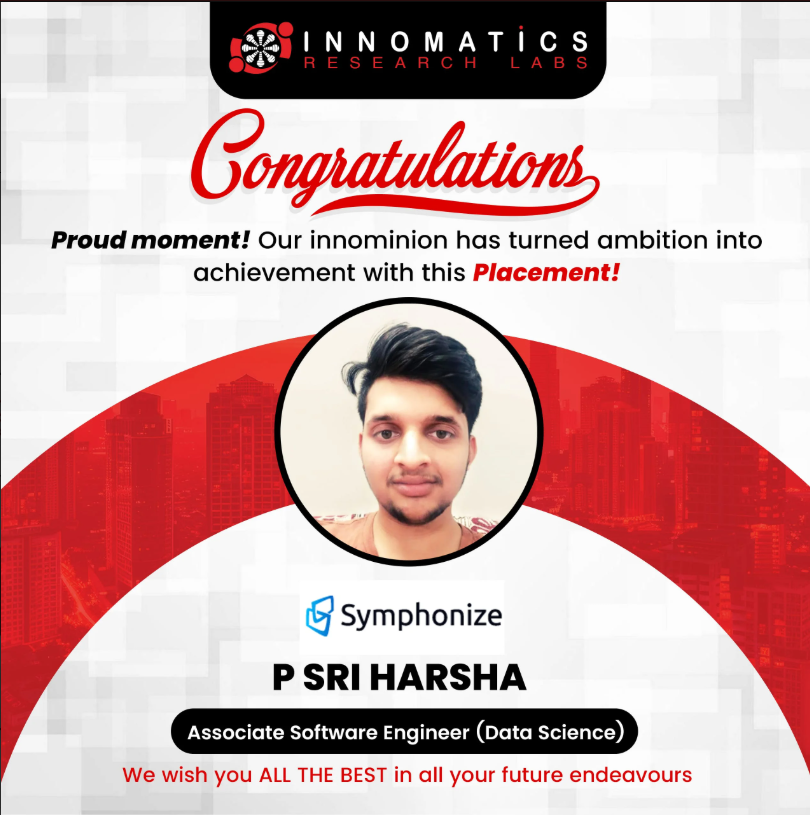 INNOMATICS
RESEARCH LABS
Congratulations
Proud moment! Our innominion has turned ambition into
achievement with this Placement!
Symphonize
P SRI HARSHA
Associate Software Engineer (Data Science)
We wish you ALL THE BEST in all your future endeavours